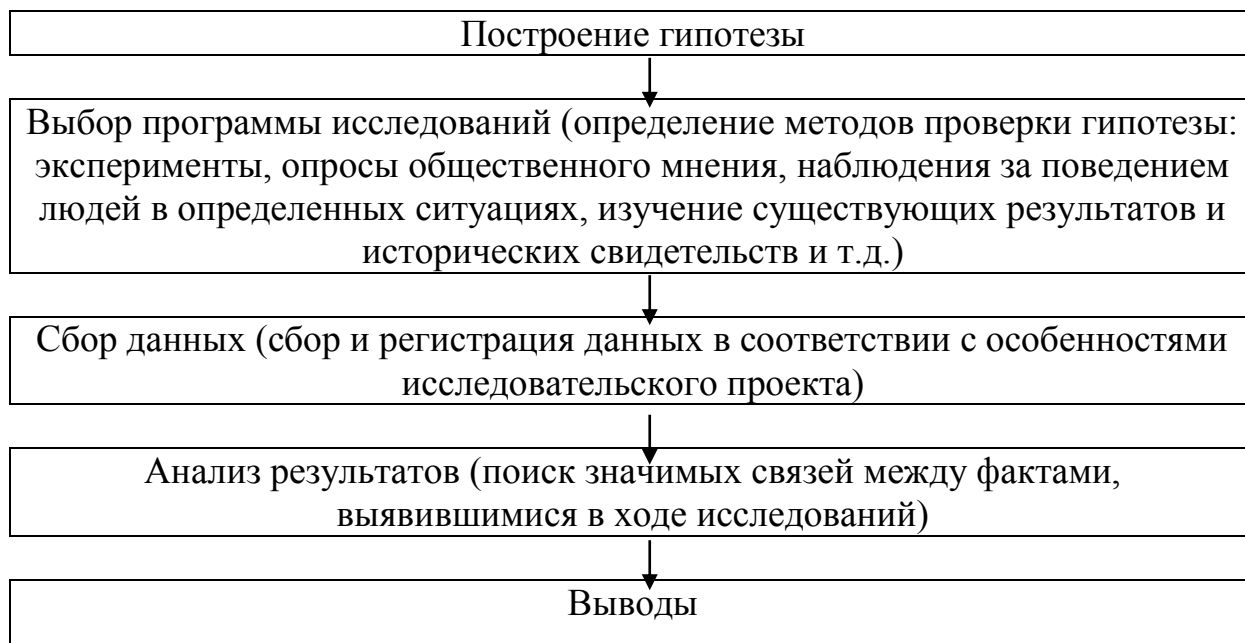 Построение гипотезы
Выбор программы исследований (определение методов проверки гипотезы:
эксперименты, опросы общественного мнения, наблюдения за поведением
людей в определенных ситуациях, изучение существующих результатов и
исторических свидетельств и т.д.)
Сбор данных (сбор и регистрация данных в соответствии с особенностями
исследовательского проекта)
Анализ результатов (поиск значимых связей между фактами,
выявившимися в ходе исследований)
Выводы